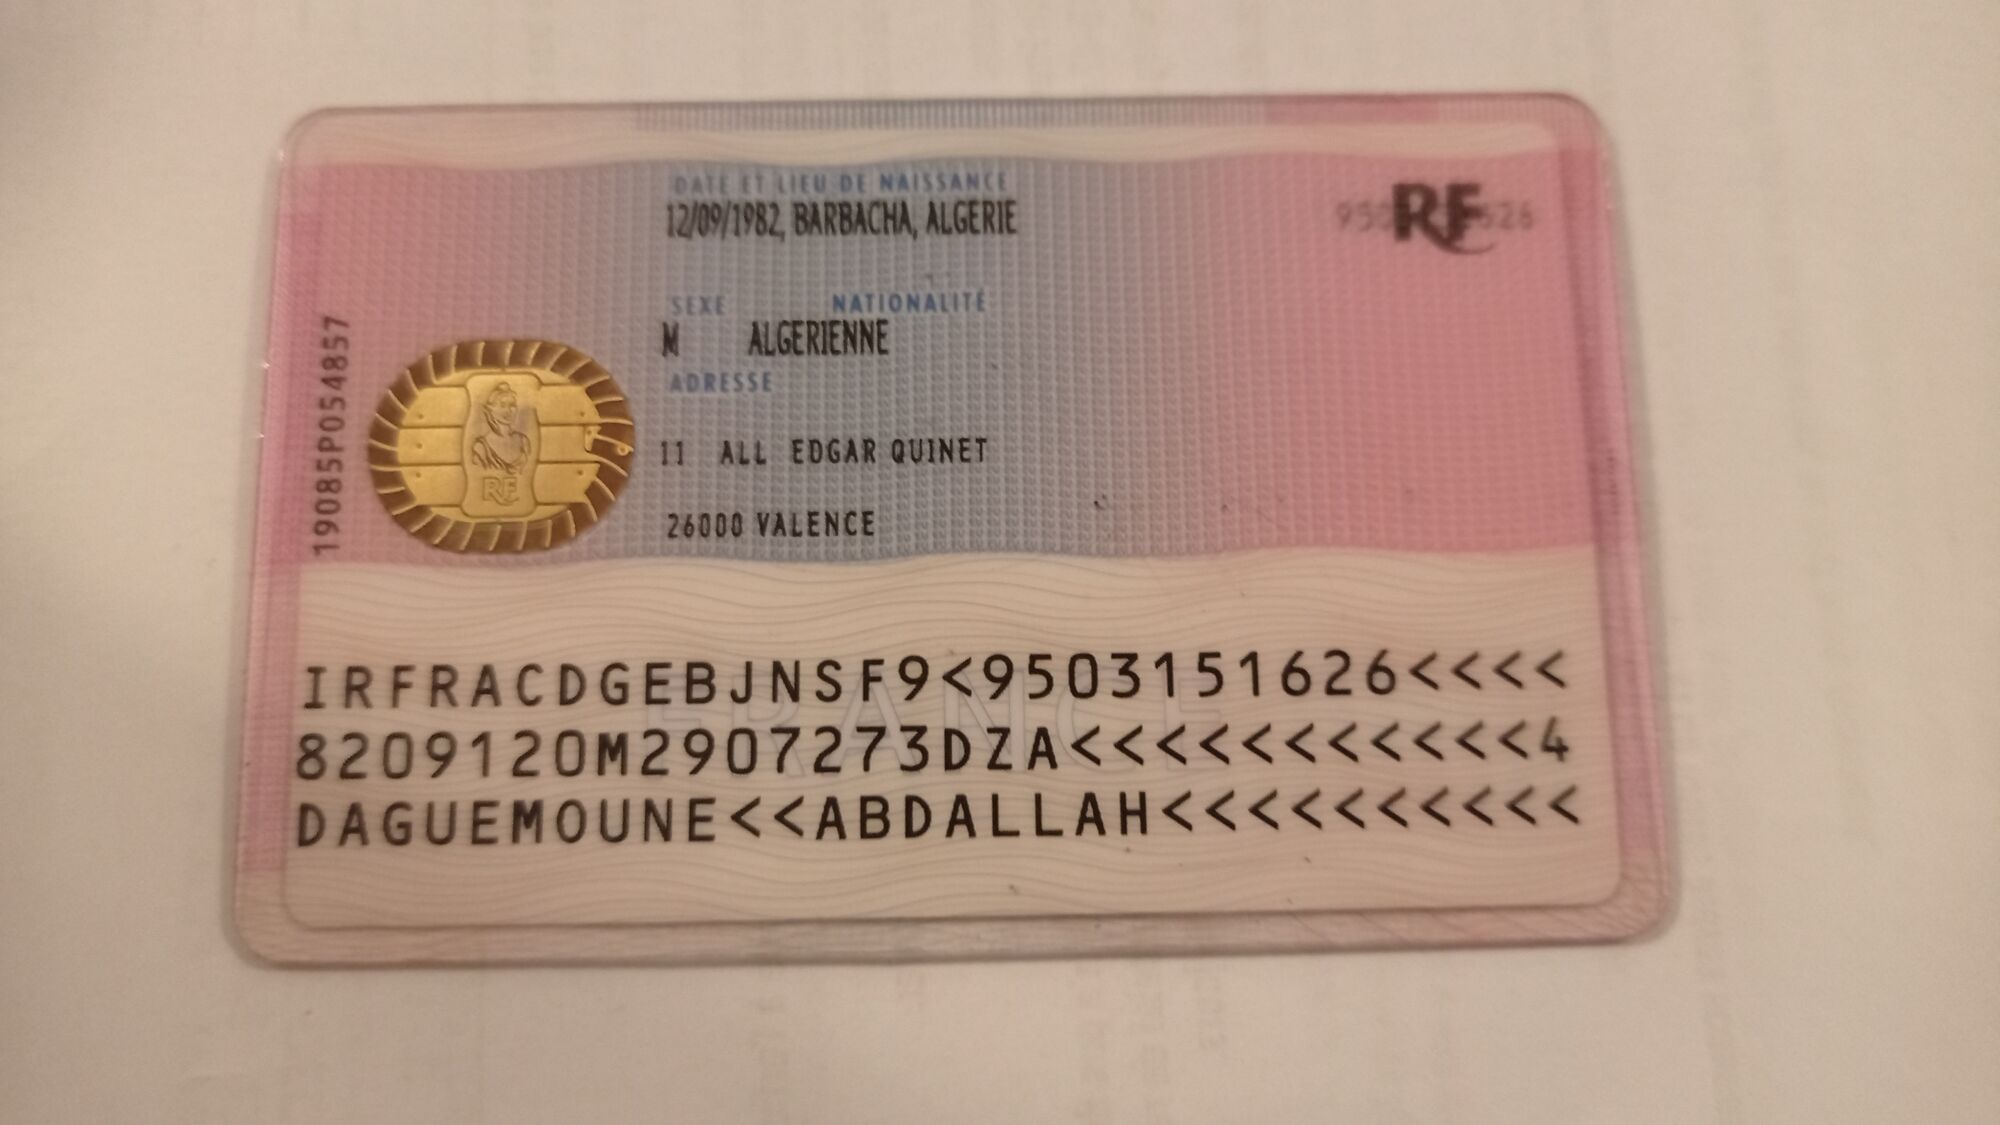 DATE ET LIEU DE NAISSANCE
12/09/1982, BARBACHA, ALGERIE
RF
SEXE NATIONALITÉ
M ALGERIENNE
ADRESSE
11 ALL EDGAR QUINET
26000 VALENCE
19085P054857
RF
FRANCE
IRFRACDGEBJNSF9<9503151626<<<<
8209120M2907273DZA<<<<<<<<<<<4
DAGUEMOUNE<<ABDALLAH<<<<<<<<<<